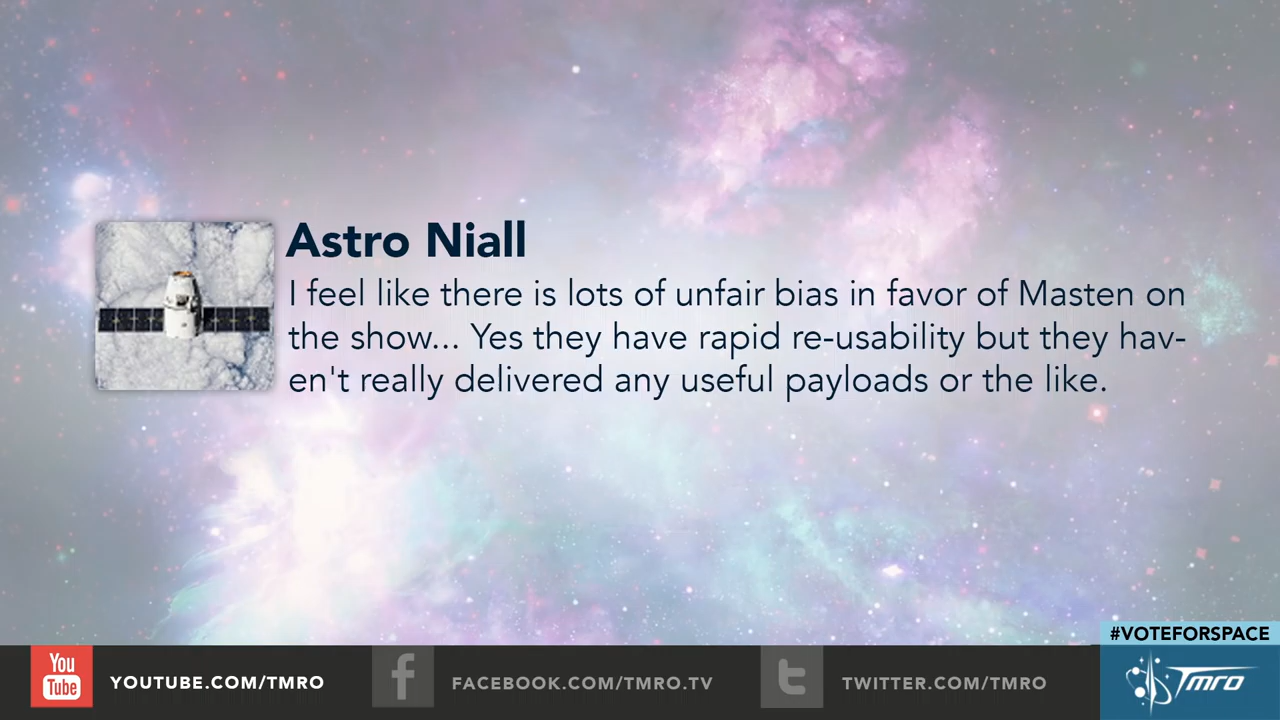 Astro Niall
I feel like there is lots of unfair bias in favor of Masten on
the show... Yes they have rapid re-usability but they hav-
en't really delivered any useful payloads or the like.
#VOTEFORSPACE
You
Tube
YOUTUBE.COM/TMRO
f
FACEBOOK.COM/TMRO.TV
t
TWITTER.COM/TMRO
Tmro